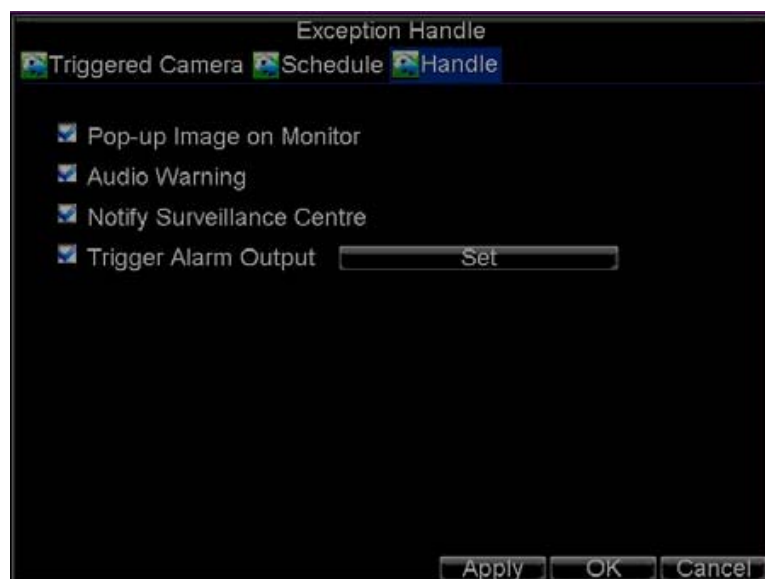 Exception Handle
Triggered Camera Schedule Handle
Pop-up Image on Monitor
Audio Warning
Notify Surveillance Centre
Trigger Alarm Output Set
Apply OK Cancel